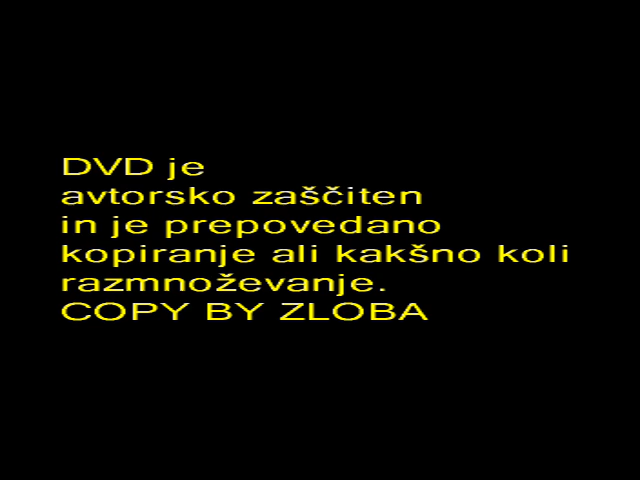 DVD je
avtorsko zaščiten
in je prepovedano
kopiranje ali kakšno koli
razmnoževanje.
COPY BY ZLOBA